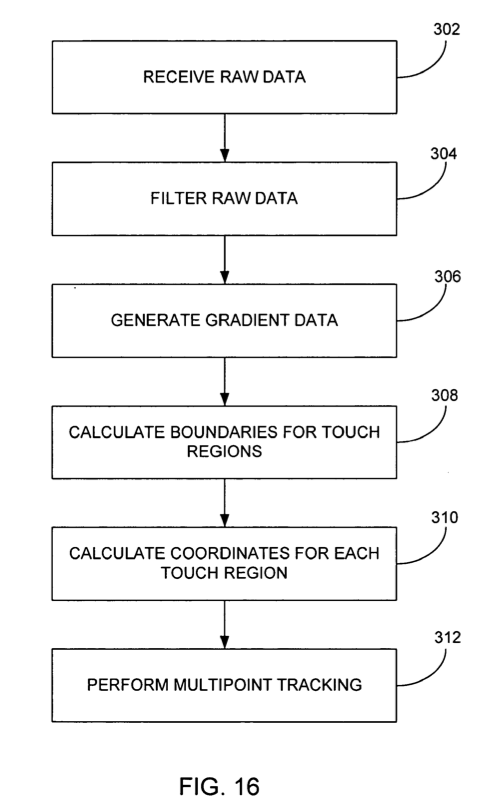 302
RECEIVE RAW DATA
304
FILTER RAW DATA
306
GENERATE GRADIENT DATA
308
CALCULATE BOUNDARIES FOR TOUCH
REGIONS
310
CALCULATE COORDINATES FOR EACH
TOUCH REGION
312
PERFORM MULTIPOINT TRACKING
FIG. 16